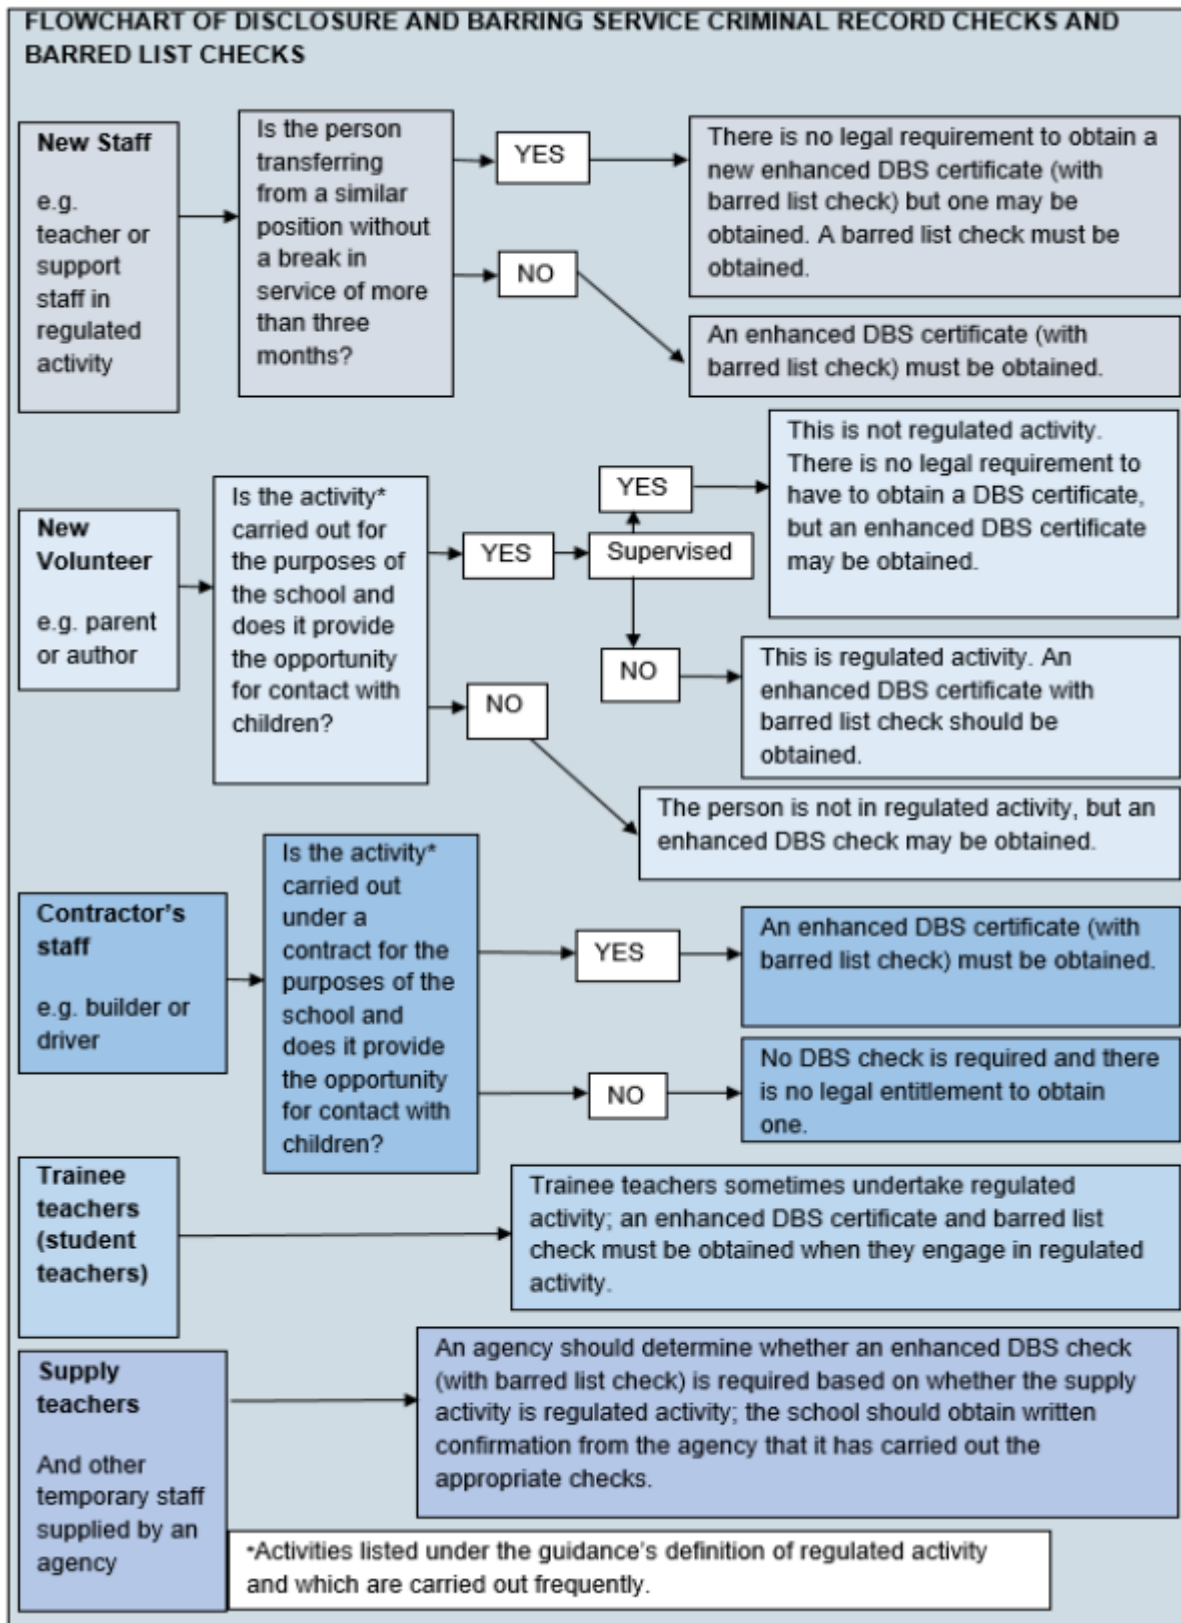 FLOWCHART OF DISCLOSURE AND BARRING SERVICE CRIMINAL RECORD CHECKS AND
BARRED LIST CHECKS
New Staff
e.g.
teacher or
support
staff in
regulated
activity
Is the person
transferring
from a similar
position without
a break in
service of more
than three
months?
YES
There is no legal requirement to obtain a
new enhanced DBS certificate (with
barred list check) but one may be
obtained. A barred list check must be
obtained.
NO
An enhanced DBS certificate (with
barred list check) must be obtained.
New
Volunteer
e.g. parent
or author
Is the activity*
carried out for
the purposes of
the school and
does it provide
the opportunity
for contact with
children?
YES
Supervised
YES
This is not regulated activity.
There is no legal requirement to
have to obtain a DBS certificate,
but an enhanced DBS certificate
may be obtained.
NO
This is regulated activity. An
enhanced DBS certificate with
barred list check should be
obtained.
NO
The person is not in regulated activity, but an
enhanced DBS check may be obtained.
Contractor's
staff
e.g. builder or
driver
Is the activity*
carried out
under a
contract for the
purposes of the
school and
does it provide
the opportunity
for contact with
children?
YES
An enhanced DBS certificate (with
barred list check) must be obtained.
NO
No DBS check is required and there
is no legal entitlement to obtain
one.
Trainee
teachers
(student
teachers)
Trainee teachers sometimes undertake regulated
activity; an enhanced DBS certificate and barred list
check must be obtained when they engage in regulated
activity.
Supply
teachers
And other
temporary staff
supplied by an
agency
An agency should determine whether an enhanced DBS check
(with barred list check) is required based on whether the supply
activity is regulated activity; the school should obtain written
confirmation from the agency that it has carried out the
appropriate checks.
*Activities listed under the guidance's definition of regulated activity
and which are carried out frequently.